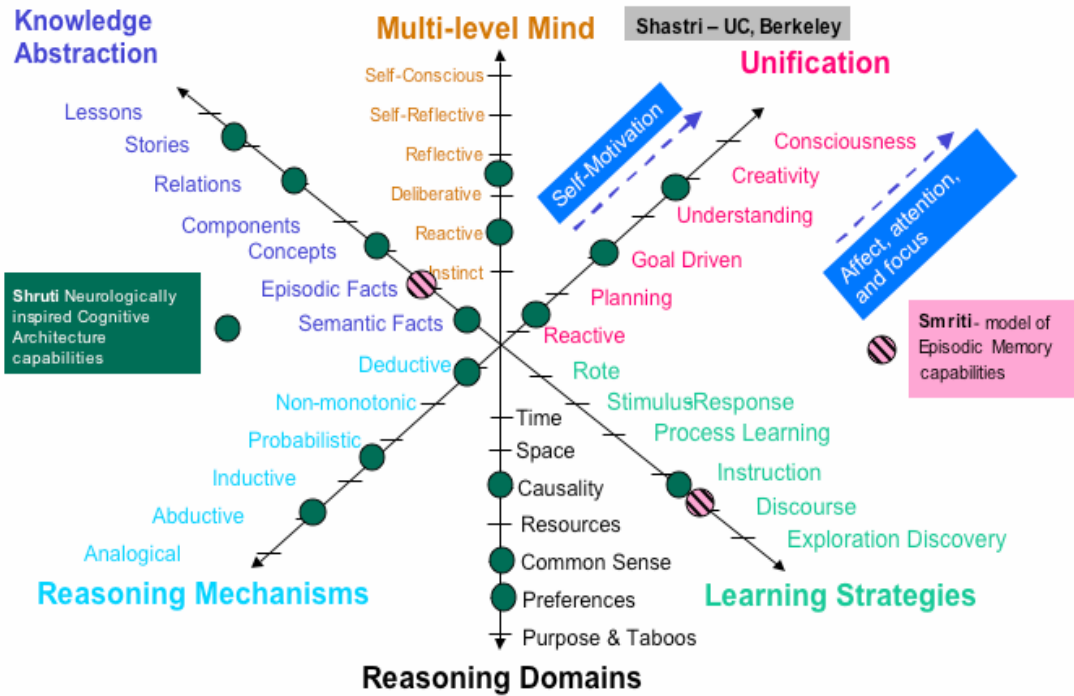 Knowledge
Abstraction
Multi-level Mind
Shastri – UC, Berkeley
Unification
Self-Conscious
Self-Reflective
Reflective
Deliberative
Reactive
Instinct
Lessons
Stories
Relations
Components
Concepts
Episodic Facts
Semantic Facts
Self-Motivation
Consciousness
Creativity
Understanding
Goal Driven
Planning
Reactive
Affect, attention,
and focus
Shruti Neurologically
inspired Cognitive
Architecture
capabilities
Smriti- model of
Episodic Memory
capabilities
Deductive
Non-monotonic
Probabilistic
Inductive
Abductive
Analogical
Reasoning Mechanisms
Time
Space
Causality
Resources
Common Sense
Preferences
Purpose & Taboos
Reasoning Domains
Rote
Stimulus-Response
Process Learning
Instruction
Discourse
Exploration Discovery
Learning Strategies